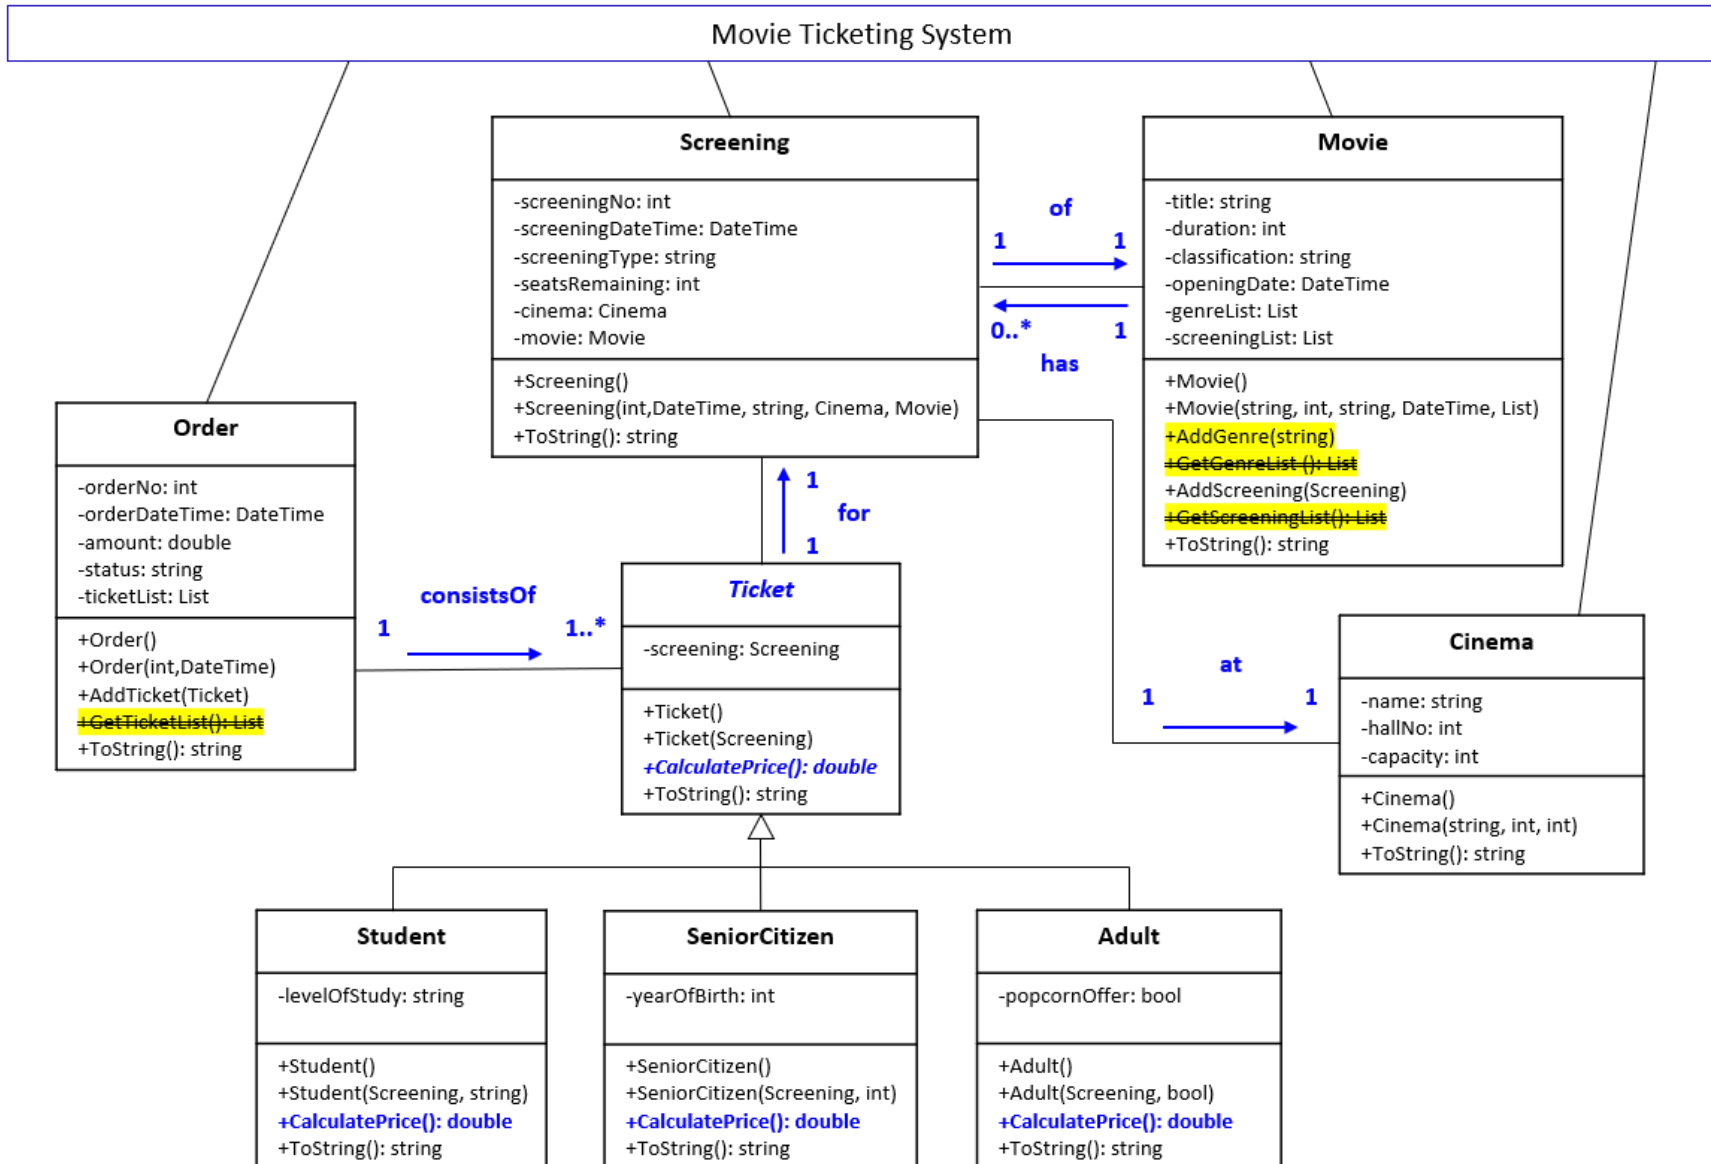 Movie Ticketing System
Screening
-screeningNo: int
-screeningDateTime: DateTime
-screeningType: string
-seatsRemaining: int
-cinema: Cinema
-movie: Movie
+Screening()
+Screening(int,DateTime, string, Cinema, Movie)
+ToString(): string
of
1 1
0..* 1
has
Movie
-title: string
-duration: int
-classification: string
-openingDate: DateTime
-genreList: List
-screeningList: List
+Movie()
+Movie(string, int, string, DateTime, List)
+AddGenre(string)
+GetGenreList (): List
+AddScreening(Screening)
+GetScreeningList(): List
+ToString(): string
Order
-orderNo: int
-orderDateTime: DateTime
-amount: double
-status: string
-ticketList: List
+Order()
+Order(int,DateTime)
+AddTicket(Ticket)
+GetTicketList(): List
+ToString(): string
consistsOf
1 1..*
1
for
1
Ticket
-screening: Screening
+Ticket()
+Ticket(Screening)
+CalculatePrice(): double
+ToString(): string
at
1 1
Cinema
-name: string
-hallNo: int
-capacity: int
+Cinema()
+Cinema(string, int, int)
+ToString(): string
Student
-levelOfStudy: string
+Student()
+Student(Screening, string)
+CalculatePrice(): double
+ToString(): string
SeniorCitizen
-yearOfBirth: int
+SeniorCitizen()
+SeniorCitizen(Screening, int)
+CalculatePrice(): double
+ToString(): string
Adult
-popcornOffer: bool
+Adult()
+Adult(Screening, bool)
+CalculatePrice(): double
+ToString(): string